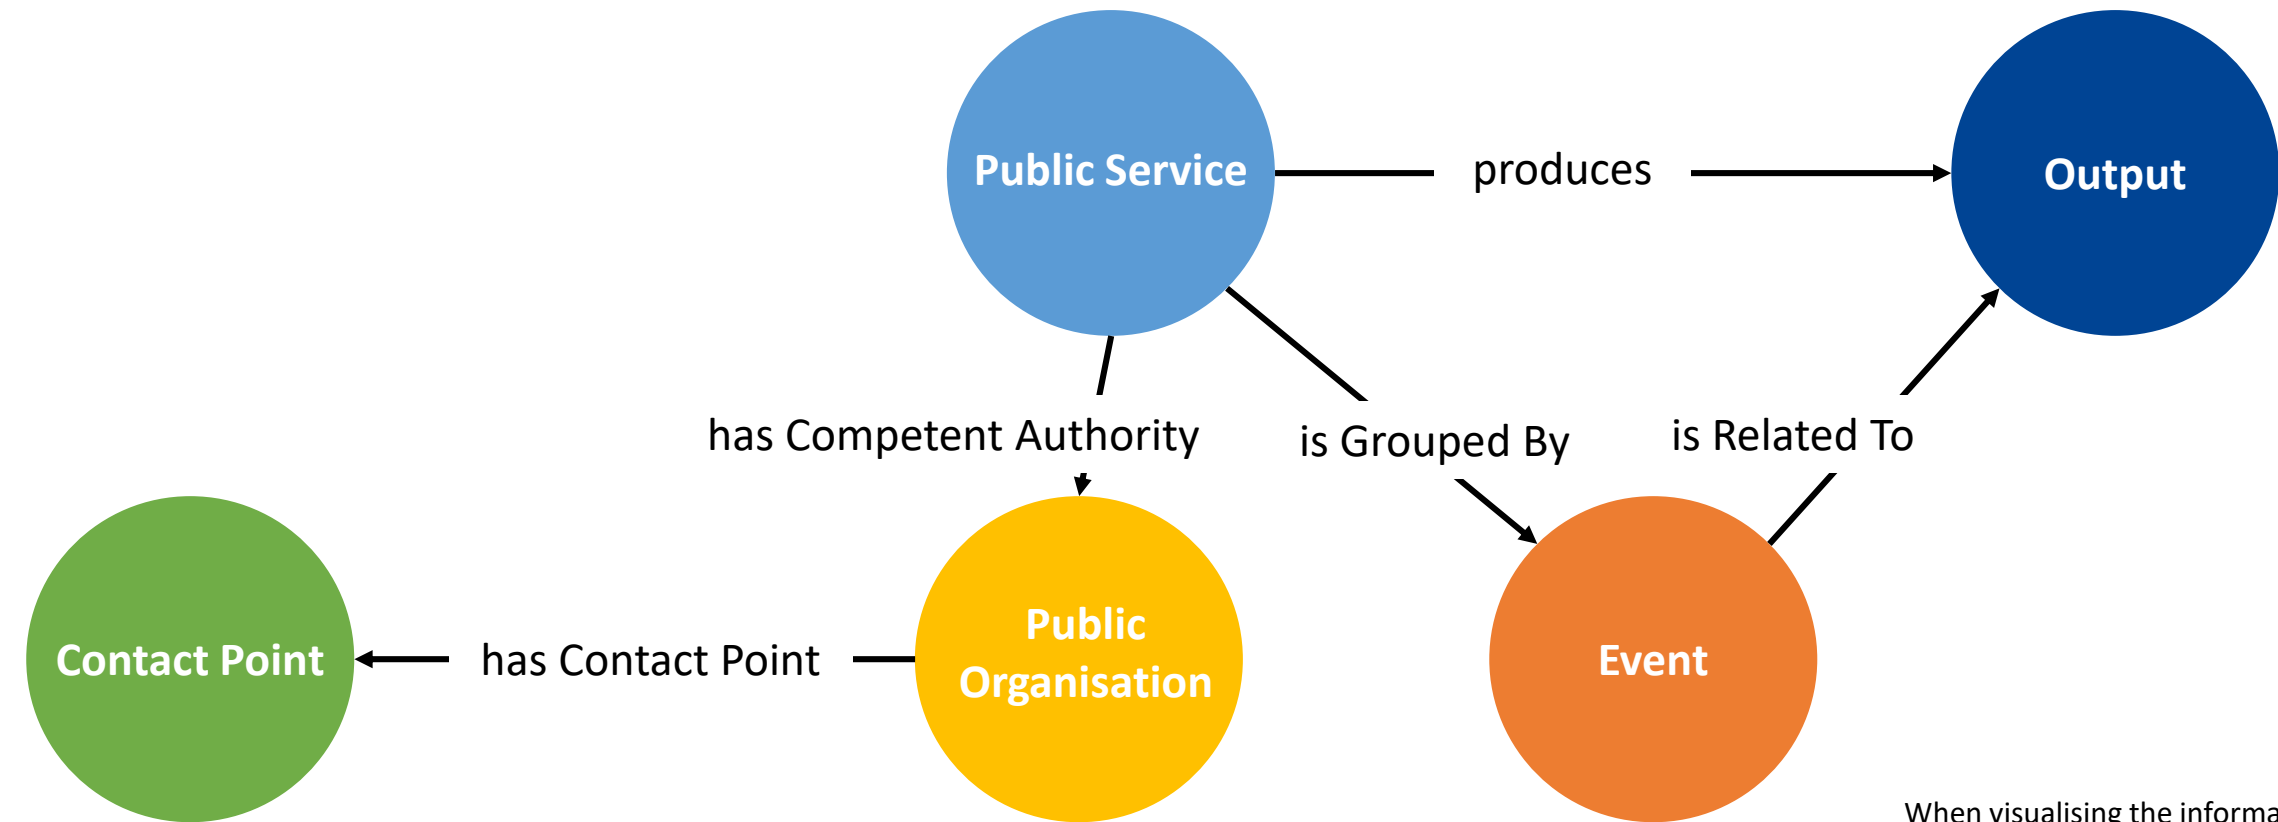 Public Service
produces
Output
has Competent Authority
is Grouped By
is Related To
Contact Point
has Contact Point
Public
Organisation
Event
When visualising the